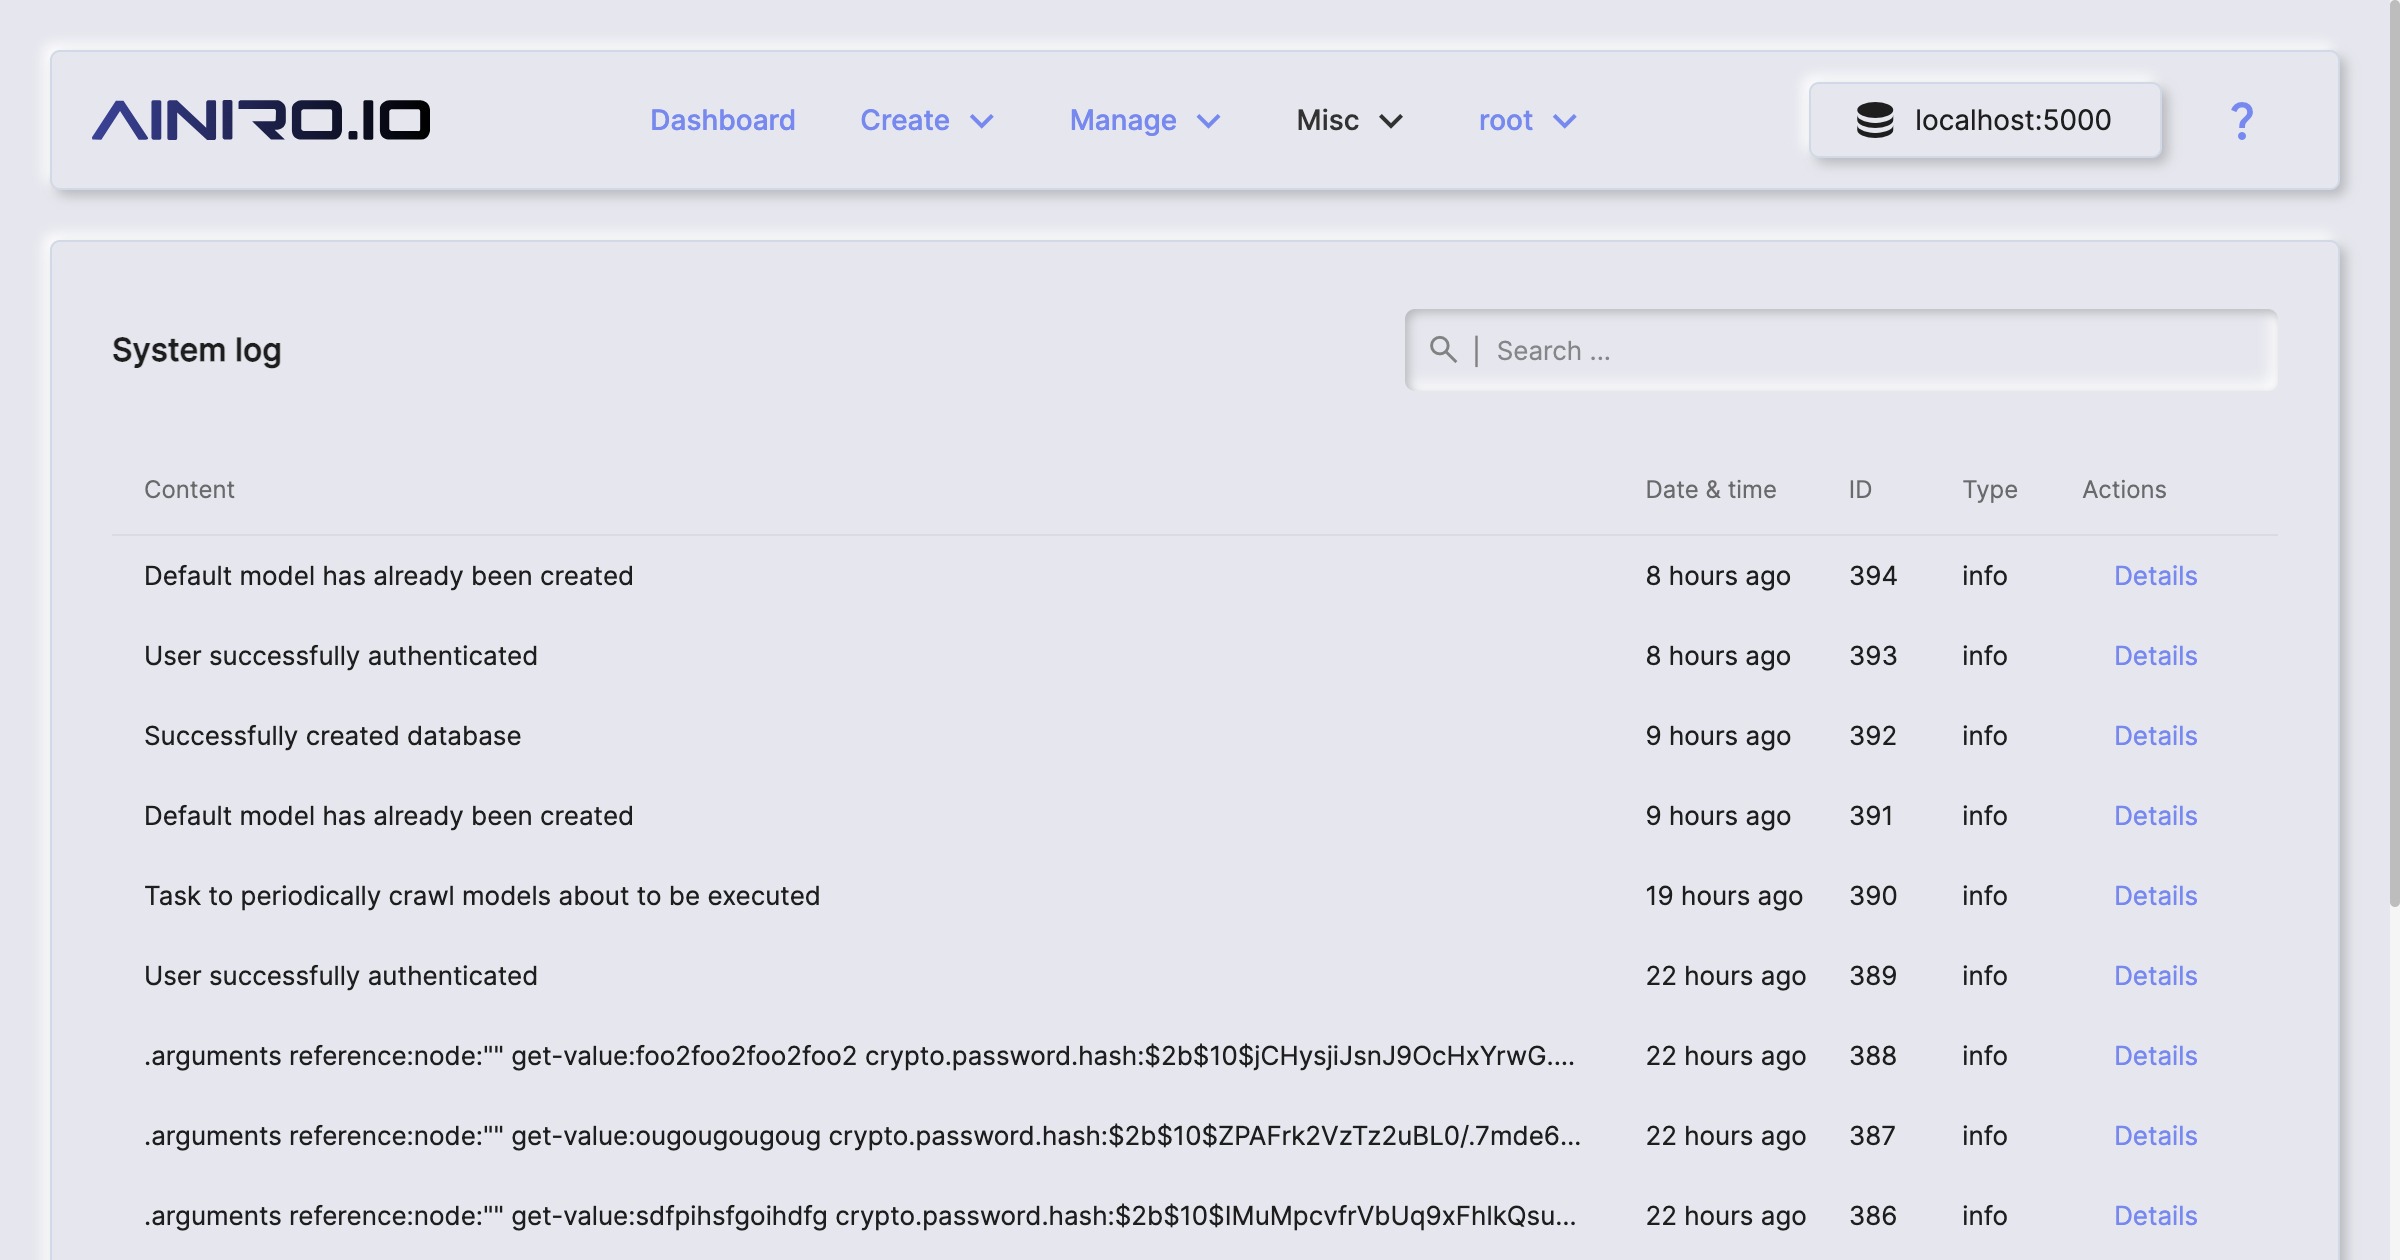 AINIRO.IO Dashboard Create Manage Misc root localhost:5000 ?
System log | Search ...
Content Date & time ID Type Actions
Default model has already been created 8 hours ago 394 info Details
User successfully authenticated 8 hours ago 393 info Details
Successfully created database 9 hours ago 392 info Details
Default model has already been created 9 hours ago 391 info Details
Task to periodically crawl models about to be executed 19 hours ago 390 info Details
User successfully authenticated 22 hours ago 389 info Details
.arguments reference:node:"" get-value:foo2foo2foo2foo2 crypto.password.hash:$2b$10$jCHysjiJsnJ9OcHxYrwG.... 22 hours ago 388 info Details
.arguments reference:node:"" get-value:ougougougoug crypto.password.hash:$2b$10$ZPAFrk2VzTz2uBL0/.7mde6... 22 hours ago 387 info Details
.arguments reference:node:"" get-value:sdfpihsfgoihdfg crypto.password.hash:$2b$10$lMuMpcvfrVbUq9xFhlkQsu... 22 hours ago 386 info Details